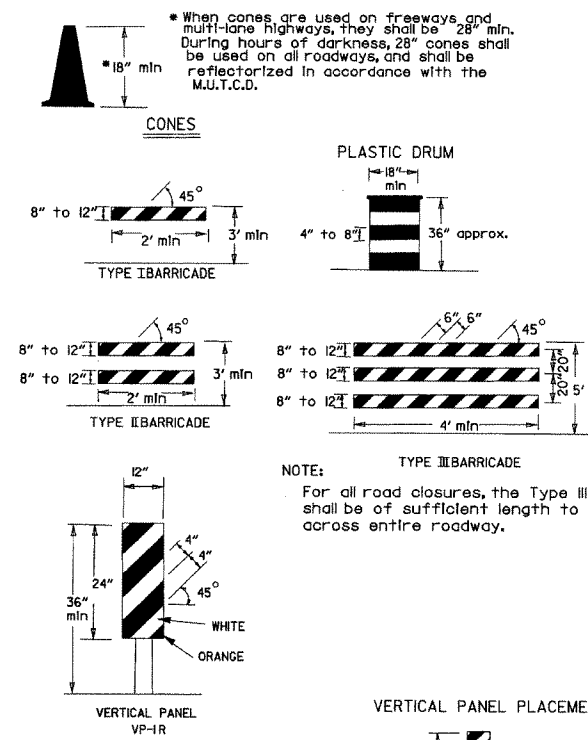 * When cones are used on freeways and
multi-lane highways, they shall be 28" min.
During hours of darkness, 28" cones shall
be used on all roadways, and shall be
reflectorized in accordance with the
M.U.T.C.D.
*18" min
CONES
PLASTIC DRUM
18"
min
4" to 8"
36" approx.
45°
8" to 12"
2' min
3' min
TYPE I BARRICADE
45°
8" to 12"
8" to 12"
2' min
3' min
TYPE II BARRICADE
6" 6"
45°
8" to 12"
8" to 12"
8" to 12"
20" 20"
5'
4' min
TYPE III BARRICADE
NOTE:
For all road closures, the Type III
shall be of sufficient length to
across entire roadway.
12"
4"
4"
45°
24"
36"
min
WHITE
ORANGE
VERTICAL PANEL
VP-1R
VERTICAL PANEL PLACEME